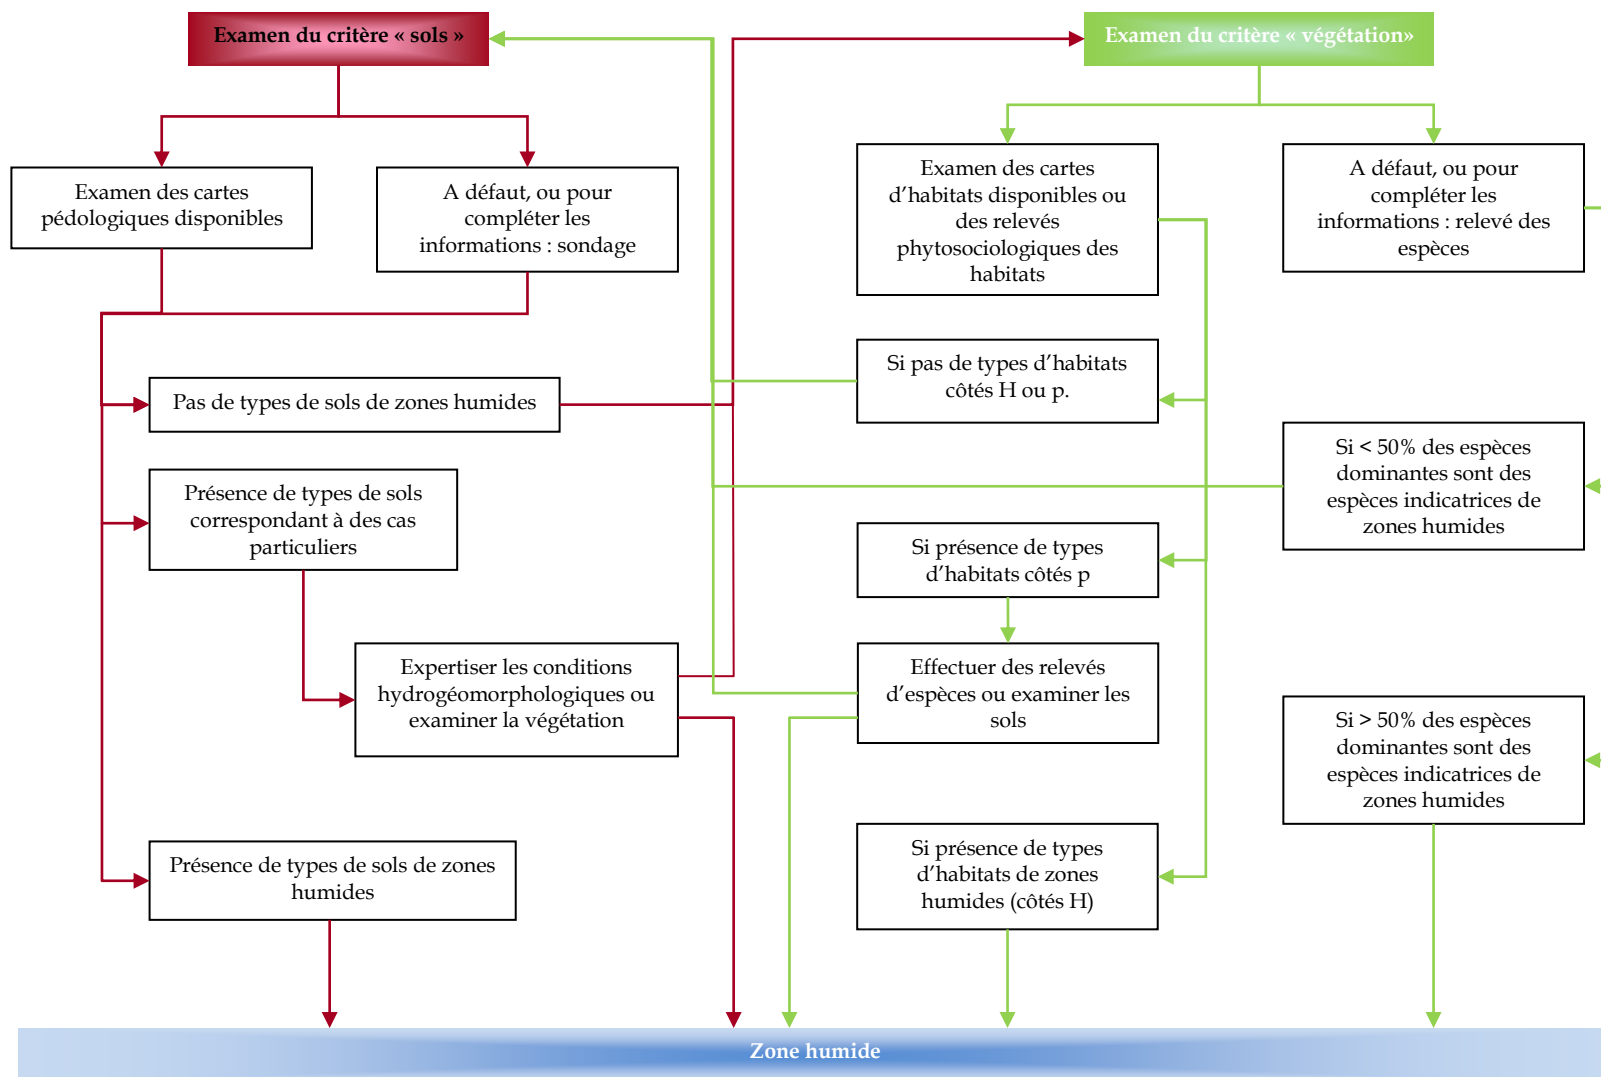 Examen du critère « sols »
Examen du critère « végétation»
Examen des cartes
pédologiques disponibles
A défaut, ou pour
compléter les
informations : sondage
Examen des cartes
d’habitats disponibles ou
des relevés
phytosociologiques des
habitats
A défaut, ou pour
compléter les
informations : relevé des
espèces
Si pas de types d’habitats
côtés H ou p.
Pas de types de sols de zones humides
Si < 50% des espèces
dominantes sont des
espèces indicatrices de
zones humides
Présence de types de sols
correspondant à des cas
particuliers
Si présence de types
d’habitats côtés p
Expertiser les conditions
hydrogéomorphologiques ou
examiner la végétation
Effectuer des relevés
d’espèces ou examiner les
sols
Si > 50% des espèces
dominantes sont des
espèces indicatrices de
zones humides
Présence de types de sols de zones
humides
Si présence de types
d’habitats de zones
humides (côtés H)
Zone humide